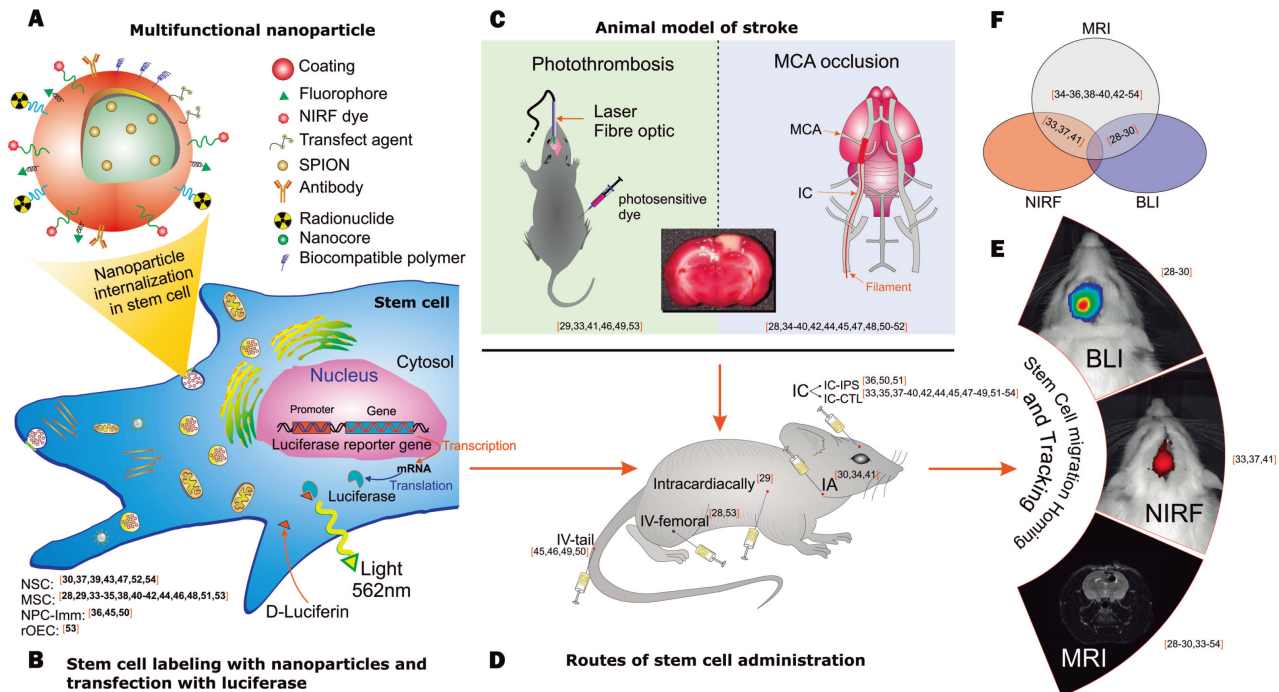 A
Multifunctional nanoparticle
Coating
Fluorophore
NIRF dye
Transfect agent
SPION
Antibody
Radionuclide
Nanocore
Biocompatible polymer
Nanoparticle
internalization
in stem cell
Stem cell
Cytosol
Nucleus
Promoter
Gene
Luciferase reporter gene
Transcription
mRNA
Translation
Luciferase
Light
562nm
D-Luciferin
NSC: [30,37,39,43,47,52,54]
MSC: [28,29,33-35,38,40-42,44,46,48,51,53]
NPC-Imm: [36,45,50]
rOEC: [53]
B
Stem cell labeling with nanoparticles and
transfection with luciferase
C
Animal model of stroke
Photothrombosis
Laser
Fibre optic
photosensitive
dye
[29,33,41,46,49,53]
MCA occlusion
MCA
IC
Filament
[28,34-40,42,44,45,47,48,50-52]
IC
IC-IPS [36,50,51]
IC-CTL [33,35,37-40,42,44,45,47-49,51-54]
Intracardiacally [29]
IA [30,34,41]
IV-femoral [28,53]
IV-tail
[45,46,49,50]
D
Routes of stem cell administration
F
MRI
[34-36,38-40,42-54]
[33,37,41]
[28-30]
NIRF
BLI
E
[28-30]
BLI
Stem Cell migration Homing
and Tracking
[33,37,41]
NIRF
MRI
[28-30,33-54]